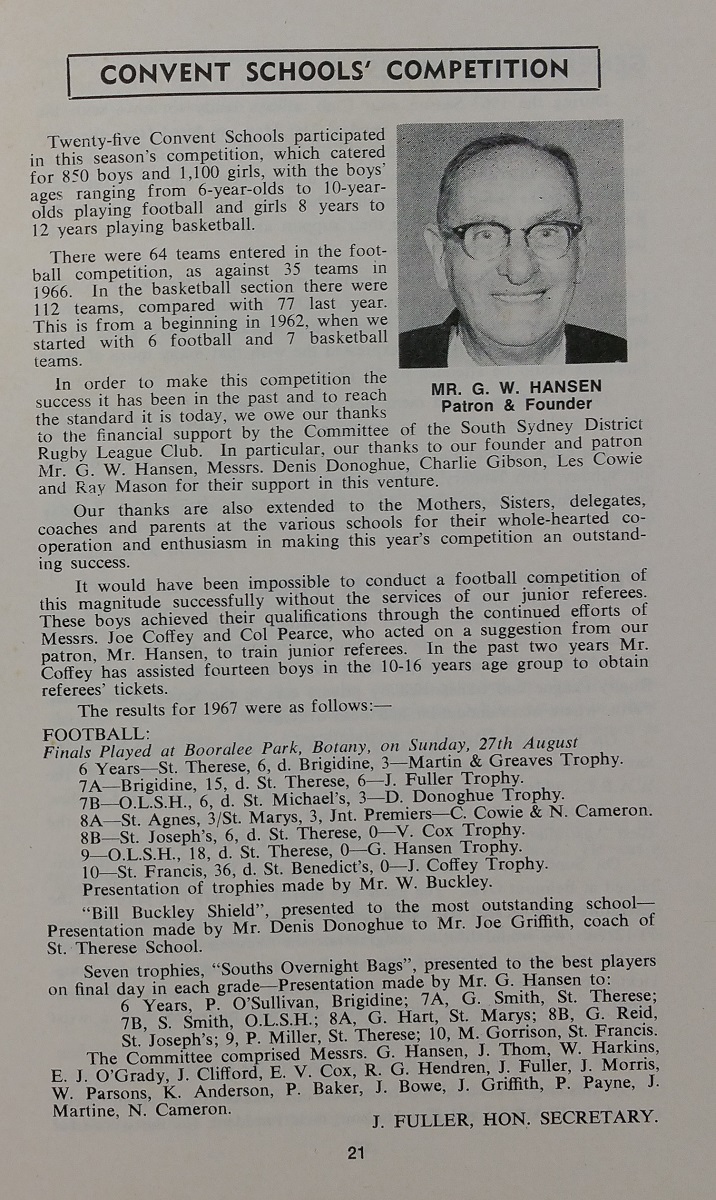 CONVENT SCHOOLS' COMPETITION
Twenty-five Convent Schools participated
in this season's competition, which catered
for 850 boys and 1,100 girls, with the boys'
ages ranging from 6-year-olds to 10-year-
olds playing football and girls 8 years to
12 years playing basketball.
There were 64 teams entered in the foot-
ball competition, as against 35 teams in
1966. In the basketball section there were
112 teams, compared with 77 last year.
This is from a beginning in 1962, when we
started with 6 football and 7 basketball
teams.
MR. G. W. HANSEN
Patron & Founder
In order to make this competition the
success it has been in the past and to reach
the standard it is today, we owe our thanks
to the financial support by the Committee of the South Sydney District
Rugby League Club. In particular, our thanks to our founder and patron
Mr. G. W. Hansen, Messrs. Denis Donoghue, Charlie Gibson, Les Cowie
and Ray Mason for their support in this venture.
Our thanks are also extended to the Mothers, Sisters, delegates,
coaches and parents at the various schools for their whole-hearted co-
operation and enthusiasm in making this year's competition an outstand-
ing success.
It would have been impossible to conduct a football competition of
this magnitude successfully without the services of our junior referees.
These boys achieved their qualifications through the continued efforts of
Messrs. Joe Coffey and Col Pearce, who acted on a suggestion from our
patron, Mr. Hansen, to train junior referees. In the past two years Mr.
Coffey has assisted fourteen boys in the 10-16 years age group to obtain
referees' tickets.
The results for 1967 were as follows:—
FOOTBALL:
Finals Played at Booralee Park, Botany, on Sunday, 27th August
6 Years—St. Therese, 6, d. Brigidine, 3—Martin & Greaves Trophy.
7A—Brigidine, 15, d. St. Therese, 6—J. Fuller Trophy.
7B—O.L.S.H., 6, d. St. Michael's, 3—D. Donoghue Trophy.
8A—St. Agnes, 3/St. Marys, 3, Jnt. Premiers—C. Cowie & N. Cameron.
8B—St. Joseph's, 6, d. St. Therese, 0—V. Cox Trophy.
9—O.L.S.H., 18, d. St. Therese, 0—G. Hansen Trophy.
10—St. Francis, 36, d. St. Benedict's, 0—J. Coffey Trophy.
Presentation of trophies made by Mr. W. Buckley.
"Bill Buckley Shield", presented to the most outstanding school—
Presentation made by Mr. Denis Donoghue to Mr. Joe Griffith, coach of
St. Therese School.
Seven trophies, "Souths Overnight Bags", presented to the best players
on final day in each grade—Presentation made by Mr. G. Hansen to:
6 Years, P. O'Sullivan, Brigidine; 7A, G. Smith, St. Therese;
7B, S. Smith, O.L.S.H.; 8A, G. Hart, St. Marys; 8B, G. Reid,
St. Joseph's; 9, P. Miller, St. Therese; 10, M. Gorrison, St. Francis.
The Committee comprised Messrs. G. Hansen, J. Thom, W. Harkins,
E. J. O'Grady, J. Clifford, E. V. Cox, R. G. Hendren, J. Fuller, J. Morris,
W. Parsons, K. Anderson, P. Baker, J. Bowe, J. Griffith, P. Payne, J.
Martine, N. Cameron.
J. FULLER, HON. SECRETARY.
21